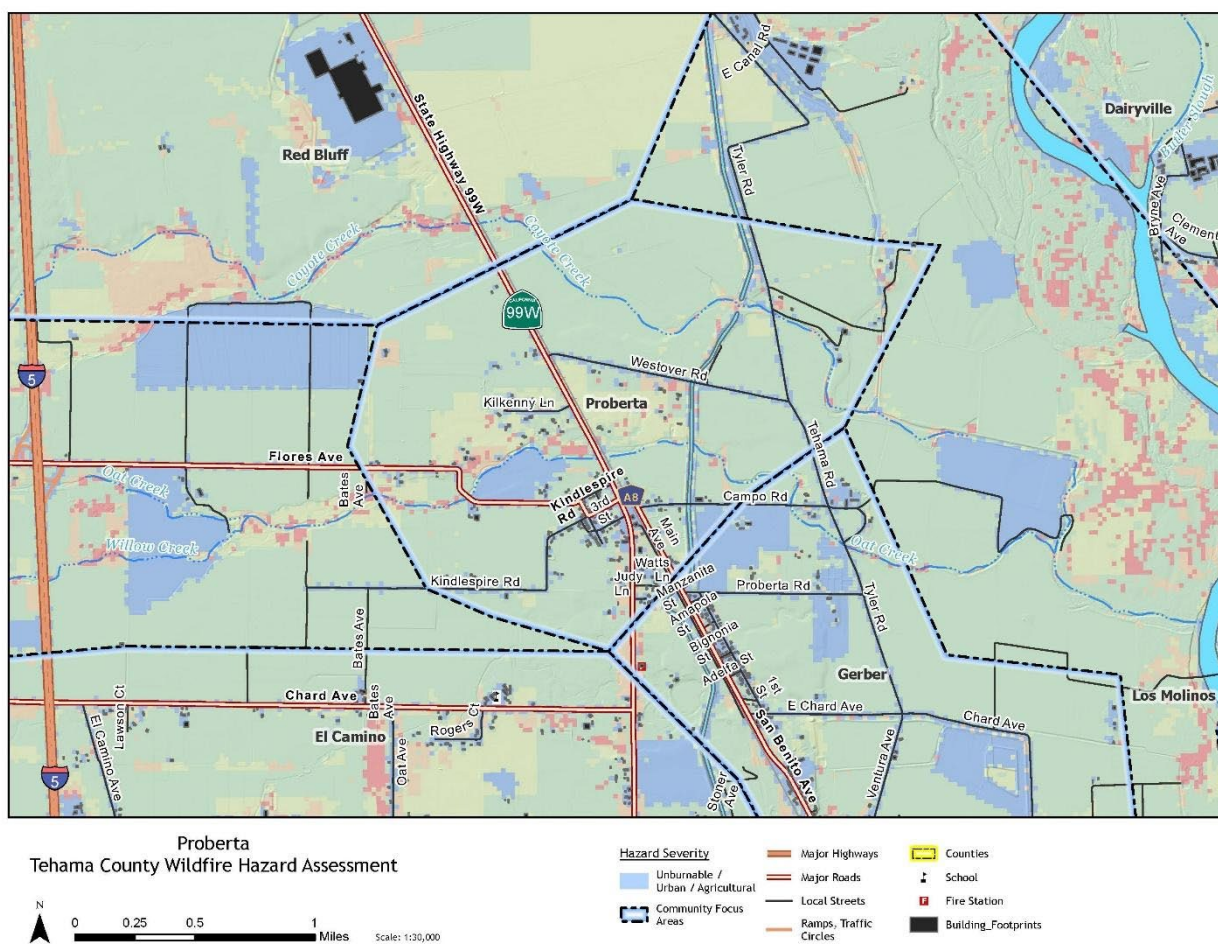 E Canal Rd
Dairyville
Butler Slough
State Highway 99W
Red Bluff
Tyler Rd
Bryne Ave
Clement
Ave
Coyote Creek
Coyote Creek
CALIFORNIA
99W
5
Westover Rd
Kilkenny Ln
Proberta
Tehama Rd
Flores Ave
Bates
Ave
Oat Creek
Kindlespire
Rd
3rd
St
A8
Campo Rd
Main
Ave
Oat Creek
Willow Creek
Watts
Ln
Judy
Ln
Kindlespire Rd
Manzanita
St
Proberta Rd
Amapola
St
Tyler Rd
Bignonia
St
Bates Ave
Adelfa St
1st
St
Gerber
Los Molinos
Chard Ave
Bates
Ave
Lawson Ct
El Camino Ave
El Camino
Rogers Ct
Oat Ave
E Chard Ave
Chard Ave
San Benito Ave
Ventura Ave
Stoner
Ave
5
Proberta
Tehama County Wildfire Hazard Assessment
N
0 0.25 0.5 1
Miles
Scale: 1:30,000
Hazard Severity
Unburnable /
Urban / Agricultural
Community Focus
Areas
Major Highways
Major Roads
Local Streets
Ramps, Traffic
Circles
Counties
School
F
Fire Station
Building_Footprints